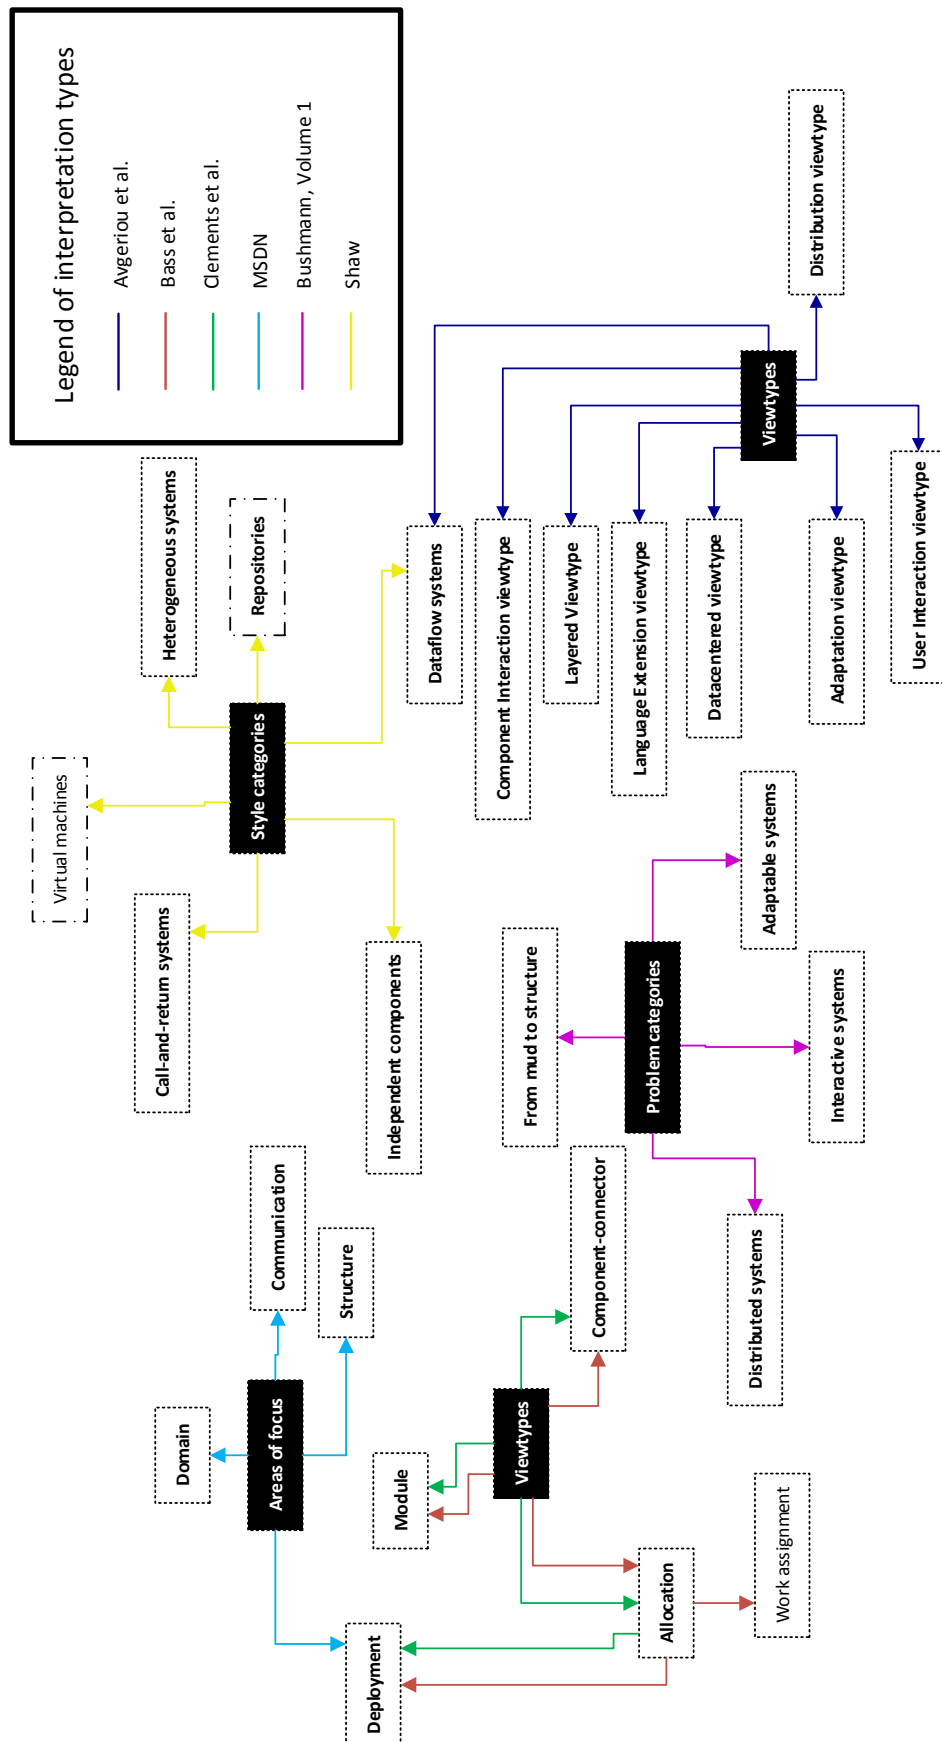 Legend of interpretation types
Avgeriou et al.
Bass et al.
Clements et al.
MSDN
Bushmann, Volume 1
Shaw
Domain
Areas of focus
Communication
Structure
Deployment
Module
Viewtypes
Component-connector
Allocation
Work assignment
Virtual machines
Call-and-return systems
Heterogeneous systems
Style categories
Repositories
Independent components
Dataflow systems
From mud to structure
Problem categories
Distributed systems
Adaptable systems
Interactive systems
Component Interaction viewtype
Layered Viewtype
Language Extension viewtype
Datacentered viewtype
Viewtypes
Distribution viewtype
Adaptation viewtype
User Interaction viewtype